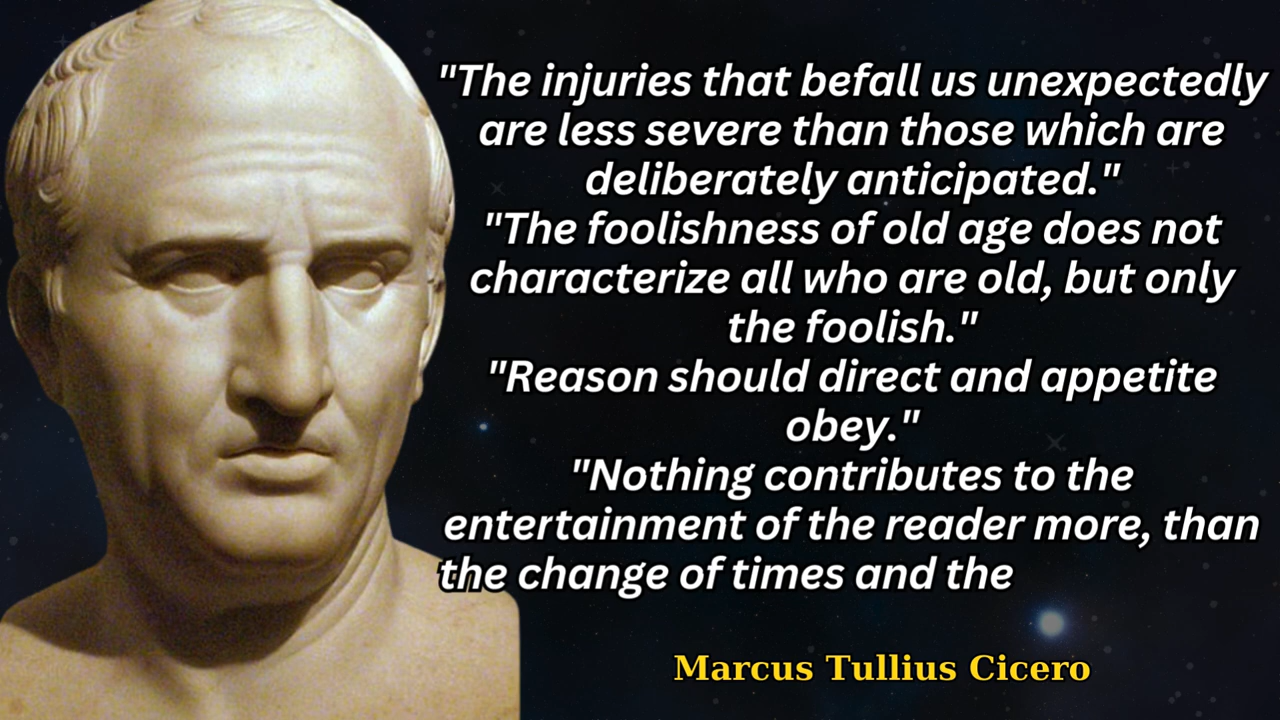 "The injuries that befall us unexpectedly
are less severe than those which are
deliberately anticipated."
"The foolishness of old age does not
characterize all who are old, but only
the foolish."
"Reason should direct and appetite
obey."
"Nothing contributes to the
entertainment of the reader more, than
the change of times and the
Marcus Tullius Cicero